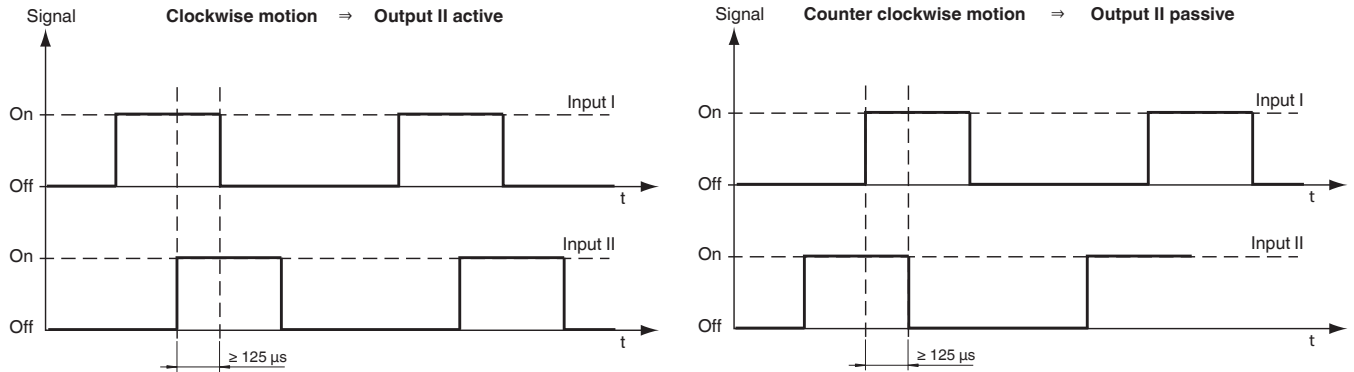 Signal
Clockwise motion ⇒ Output II active
Input I
On
Off
t
Input II
On
Off
t
≥ 125 µs
Signal
Counter clockwise motion ⇒ Output II passive
Input I
On
Off
t
Input II
On
Off
t
≥ 125 µs